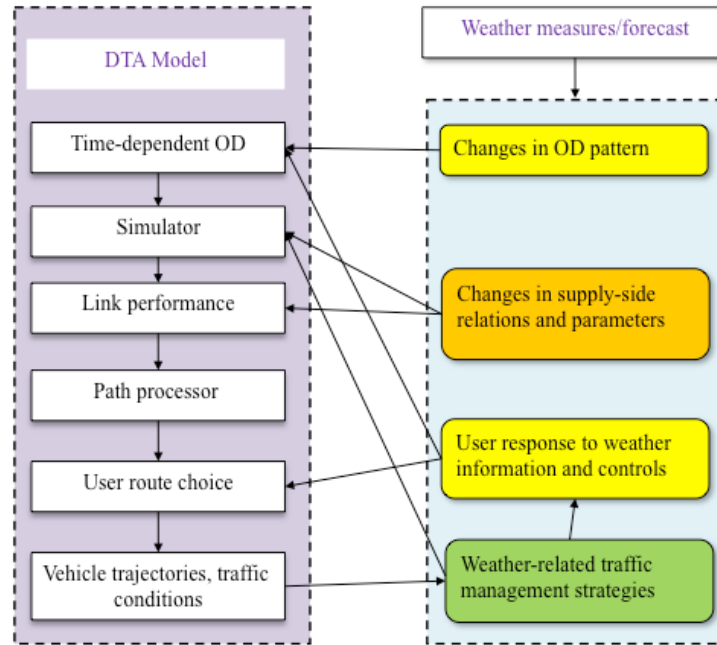 DTA Model
Time-dependent OD
Simulator
Link performance
Path processor
User route choice
Vehicle trajectories, traffic
conditions
Weather measures/forecast
Changes in OD pattern
Changes in supply-side
relations and parameters
User response to weather
information and controls
Weather-related traffic
management strategies